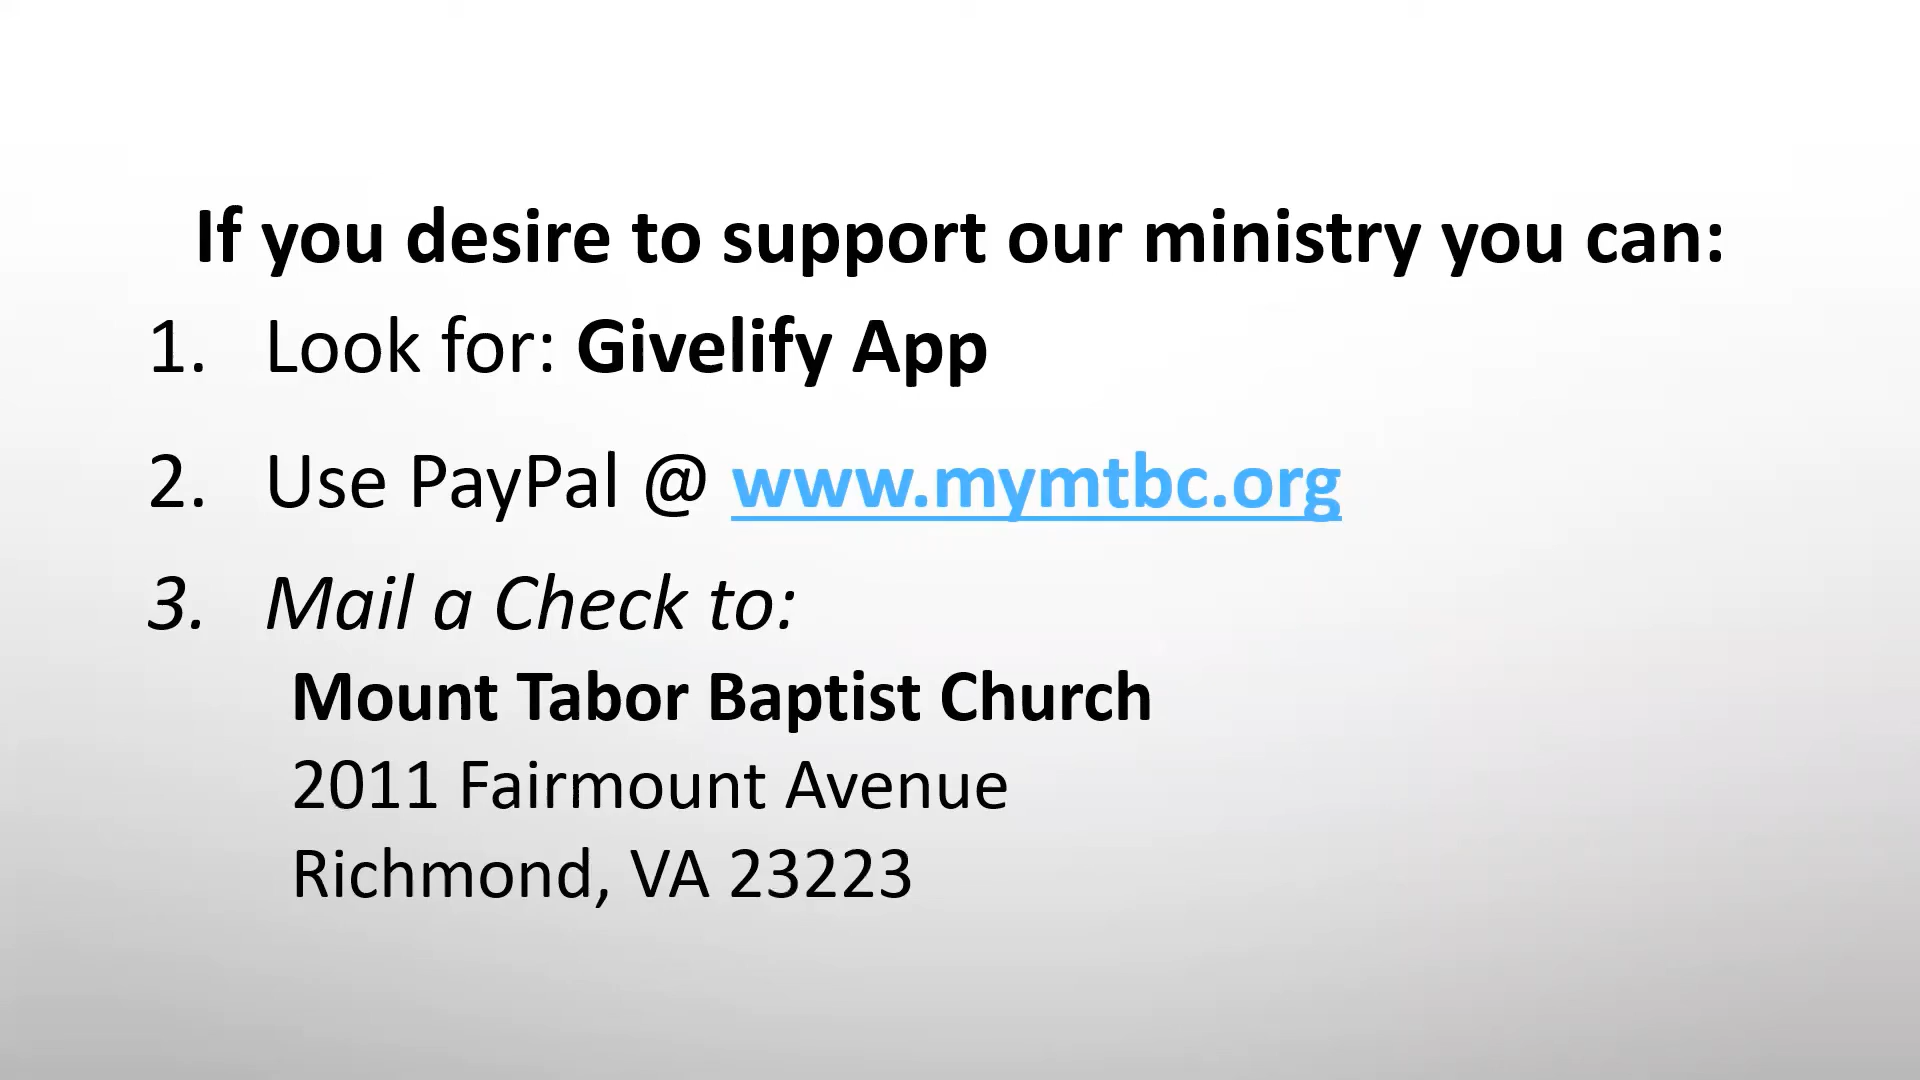 If you desire to support our ministry you can:
1. Look for: Givelify App
2. Use PayPal @ www.mymtbc.org
3. Mail a Check to:
Mount Tabor Baptist Church
2011 Fairmount Avenue
Richmond, VA 23223